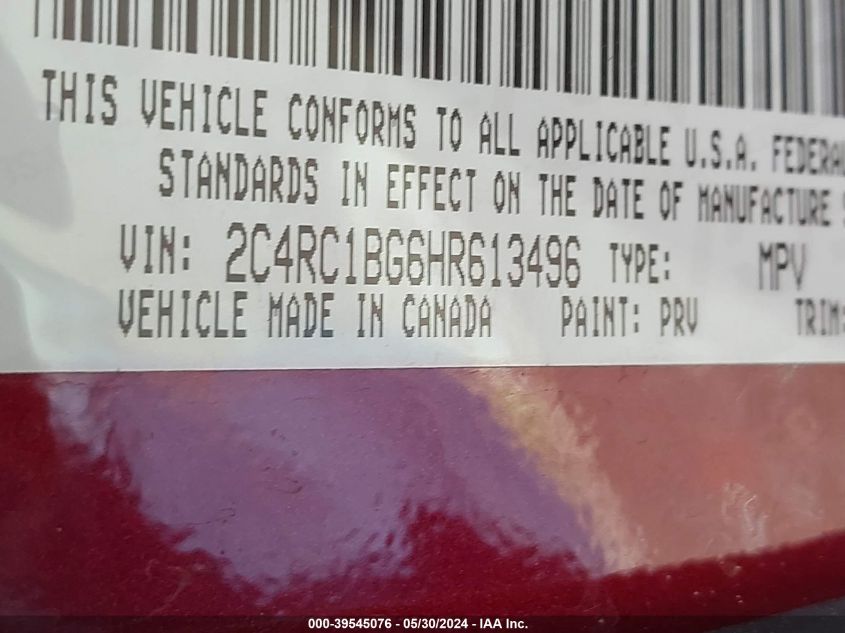 THIS VEHICLE CONFORMS TO ALL APPLICABLE U.S.A.
STANDARDS IN EFFECT ON THE DATE OF MANUFACTURE
VIN: 2C4RC1BG6HR613496 TYPE: MPV
VEHICLE MADE IN CANADA PAINT: PRV TRIM:
000-39545076 - 05/30/2024 - IAA Inc.